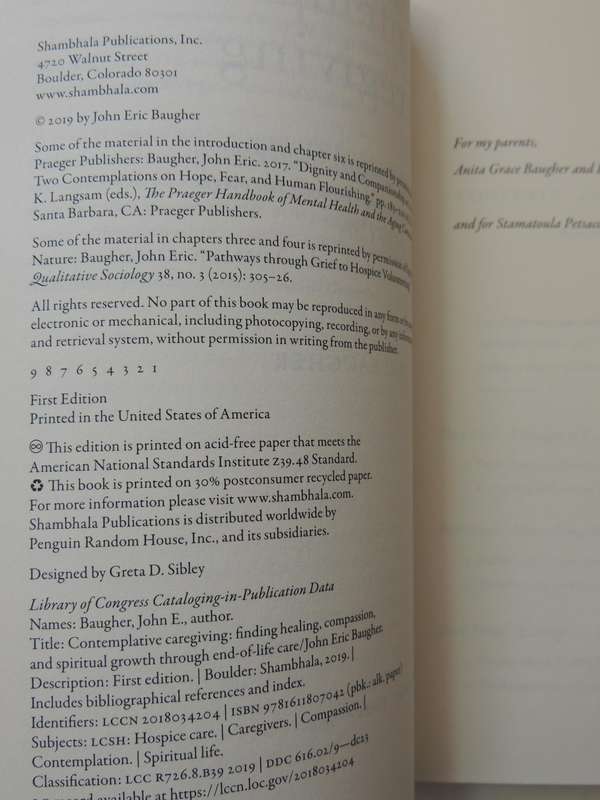 Shambhala Publications, Inc.
4720 Walnut Street
Boulder, Colorado 80301
www.shambhala.com
© 2019 by John Eric Baugher
Some of the material in the introduction and chapter six is reprinted by
Praeger Publishers: Baugher, John Eric. 2017. “Dignity and Companionship
Two Contemplations on Hope, Fear, and Human Flourishing.” pp.
K. Langsam (eds.), The Praeger Handbook of Mental Health and the Aging
Santa Barbara, CA: Praeger Publishers.
Some of the material in chapters three and four is reprinted by permission of
Nature: Baugher, John Eric. “Pathways through Grief to Hospice Volunteering
Qualitative Sociology 38, no. 3 (2015): 305–26.
All rights reserved. No part of this book may be reproduced in any form or
electronic or mechanical, including photocopying, recording, or by any
and retrieval system, without permission in writing from the publisher.
9 8 7 6 5 4 3 2 1
First Edition
Printed in the United States of America
♾ This edition is printed on acid-free paper that meets the
American National Standards Institute Z39.48 Standard.
♻ This book is printed on 30% postconsumer recycled paper.
For more information please visit www.shambhala.com.
Shambhala Publications is distributed worldwide by
Penguin Random House, Inc., and its subsidiaries.
Designed by Greta D. Sibley
Library of Congress Cataloging-in-Publication Data
Names: Baugher, John E., author.
Title: Contemplative caregiving: finding healing, compassion,
and spiritual growth through end-of-life care/John Eric Baugher.
Description: First edition. | Boulder: Shambhala, 2019. |
Includes bibliographical references and index.
Identifiers: LCCN 2018034204 | ISBN 9781611807042 (pbk.: alk. paper)
Subjects: LCSH: Hospice care. | Caregivers. | Compassion. |
Contemplation. | Spiritual life.
Classification: LCC R726.8.B39 2019 | DDC 616.02/9—dc23
record available at https://lccn.loc.gov/2018034204
For my parents,
Anita Grace Baugher and
and for Stamatoula